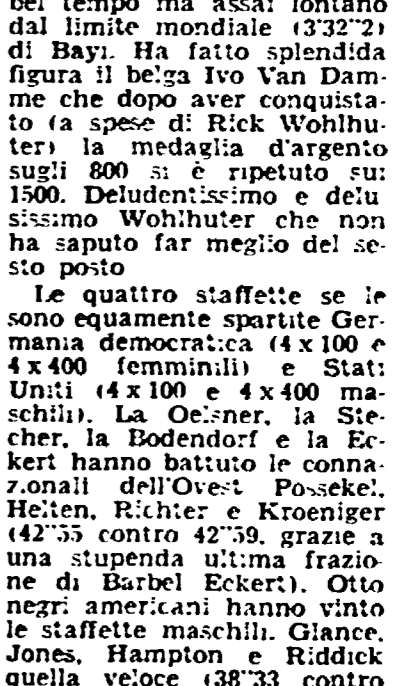 bel tempo ma assai lontano
dal limite mondiale (3'32"2)
di Bayi. Ha fatto splendida
figura il belga Ivo Van Dam-
me che dopo aver conquista-
to (a spese di Rick Wohlhu-
ter) la medaglia d'argento
sugli 800 si è ripetuto sui
1500. Deludentissimo e delu
sissimo Wohlhuter che non
ha saputo far meglio del se-
sto posto
Le quattro staffette se le
sono equamente spartite Ger-
mania democratica (4 x 100 e
4 x 400 femminili) e Stati
Uniti (4 x 100 e 4 x 400 ma-
schili). La Oelsner, la Ste-
cher, la Bodendorf e la Ec-
kert hanno battuto le conna-
zionali dell'Ovest Possekel,
Helten, Richter e Kroeniger
(42"55 contro 42"59, grazie a
una stupenda ultima frazio-
ne di Barbel Eckert). Otto
negri americani hanno vinto
le staffette maschili. Glance,
Jones, Hampton e Riddick
quella veloce (38"33 contro